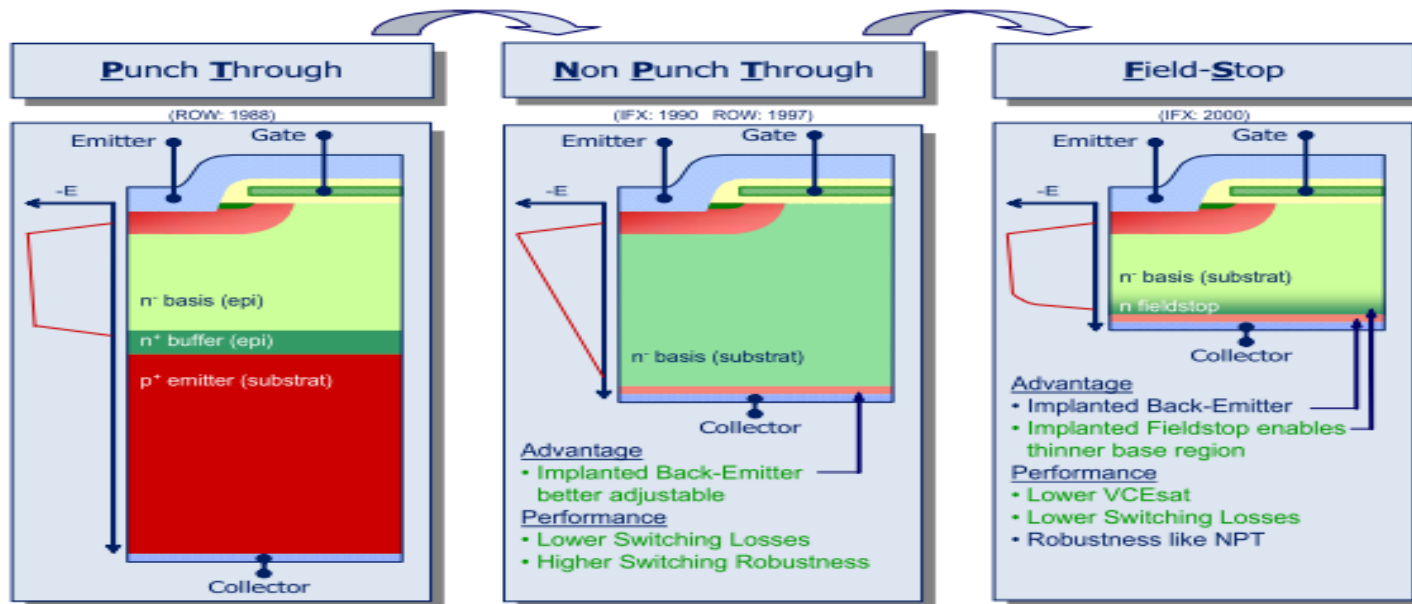 Punch Through
(ROW: 1988)
Emitter
Gate
-E
n⁻ basis (epi)
n⁺ buffer (epi)
p⁺ emitter (substrat)
Collector
Non Punch Through
(IFX: 1990 ROW: 1997)
Emitter
Gate
-E
n⁻ basis (substrat)
Collector
Advantage
• Implanted Back-Emitter
better adjustable
Performance
• Lower Switching Losses
• Higher Switching Robustness
Field-Stop
(IFX: 2000)
Emitter
Gate
-E
n⁻ basis (substrat)
n fieldstop
Collector
Advantage
• Implanted Back-Emitter
• Implanted Fieldstop enables
thinner base region
Performance
• Lower VCEsat
• Lower Switching Losses
• Robustness like NPT